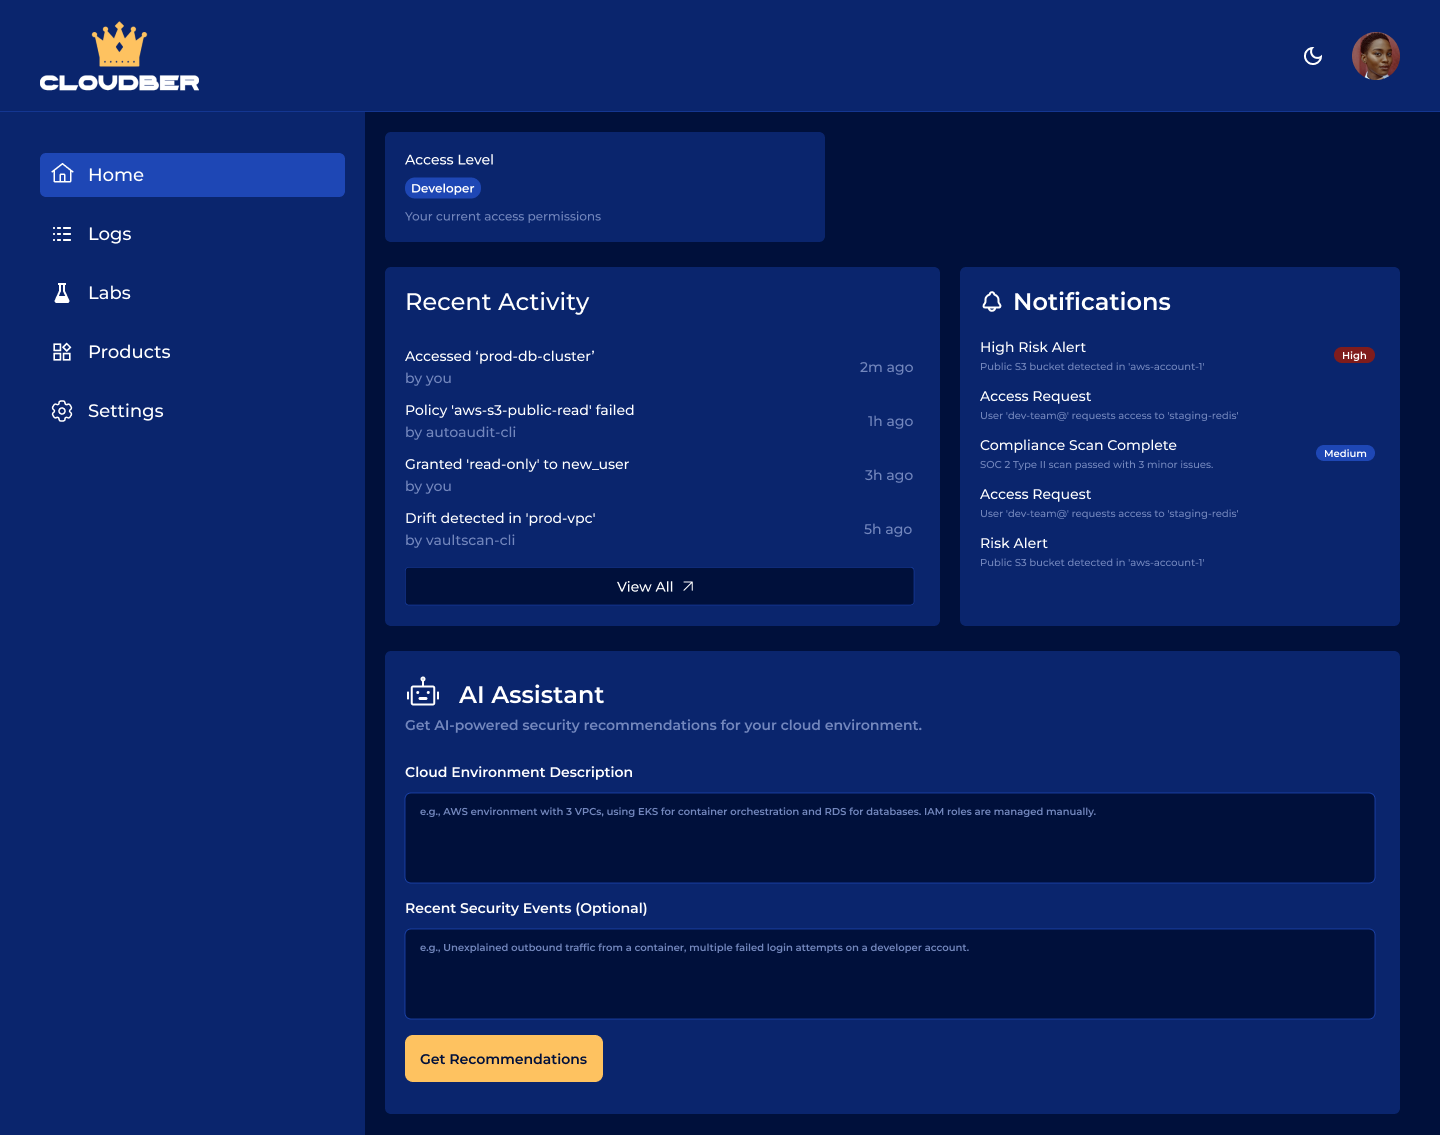 CLOUDBER
Home
Logs
Labs
Products
Settings
Access Level
Developer
Your current access permissions
Recent Activity
Accessed ‘prod-db-cluster’
by you
2m ago
Policy 'aws-s3-public-read' failed
by autoaudit-cli
1h ago
Granted 'read-only' to new_user
by you
3h ago
Drift detected in 'prod-vpc'
by vaultscan-cli
5h ago
View All
Notifications
High Risk Alert
Public S3 bucket detected in 'aws-account-1'
High
Access Request
User 'dev-team@' requests access to 'staging-redis'
Compliance Scan Complete
SOC 2 Type II scan passed with 3 minor issues.
Medium
Access Request
User 'dev-team@' requests access to 'staging-redis'
Risk Alert
Public S3 bucket detected in 'aws-account-1'
AI Assistant
Get AI-powered security recommendations for your cloud environment.
Cloud Environment Description
e.g., AWS environment with 3 VPCs, using EKS for container orchestration and RDS for databases. IAM roles are managed manually.
Recent Security Events (Optional)
e.g., Unexplained outbound traffic from a container, multiple failed login attempts on a developer account.
Get Recommendations